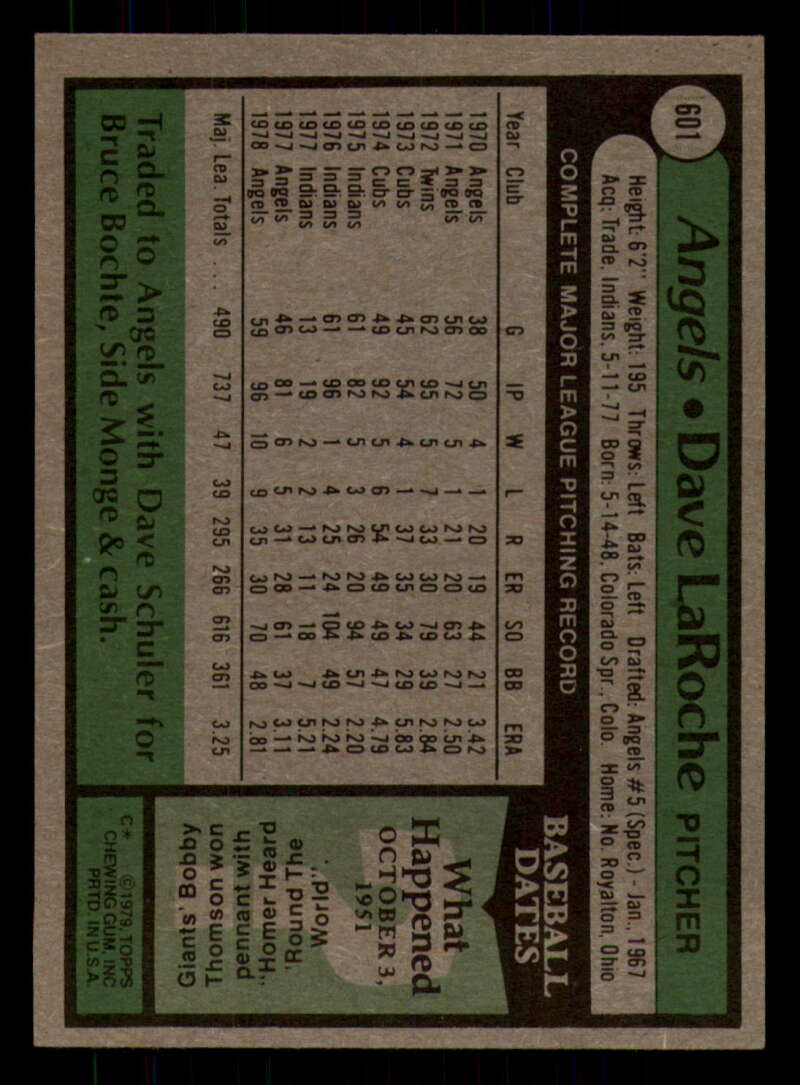 601
Angels • Dave LaRoche PITCHER
Height: 6'2" Weight: 195 Throws: Left Bats: Left Drafted: Angels #5 (Spec.) - Jan., 1967
Acq: Trade, Indians, 5-11-77 Born: 5-14-48, Colorado Spr., Colo. Home: No. Royalton, Ohio
COMPLETE MAJOR LEAGUE PITCHING RECORD
Year Club G IP W L R ER SO BB ERA
1970 Angels 38 50 4 1 20 19 44 21 3.42
1971 Angels 56 72 5 1 21 20 63 27 2.50
1972 Twins 62 95 5 7 33 30 79 39 2.84
1973 Cubs 45 54 4 1 37 35 34 29 5.83
1974 Cubs 49 92 5 6 54 49 49 47 4.79
1975 Indians 61 82 5 3 26 20 94 57 2.20
1976 Indians 61 96 1 4 25 24 104 49 2.24
1977 Indians 13 19 2 2 13 11 18 7 5.21
1977 Angels 46 81 6 5 31 28 61 37 3.11
1978 Angels 59 96 10 9 35 30 70 48 2.81
Maj. Lea. Totals ... 490 737 47 39 295 266 616 361 3.25
Traded to Angels with Dave Schuler for
Bruce Bochte, Side Monge & cash.
BASEBALL
DATES
What
Happened
OCTOBER 3,
1951
Giants' Bobby
Thomson won
pennant with
"Homer Heard
'Round The
World".
C* ©1979, TOPPS
CHEWING GUM, INC
PRTD. IN U.S.A.